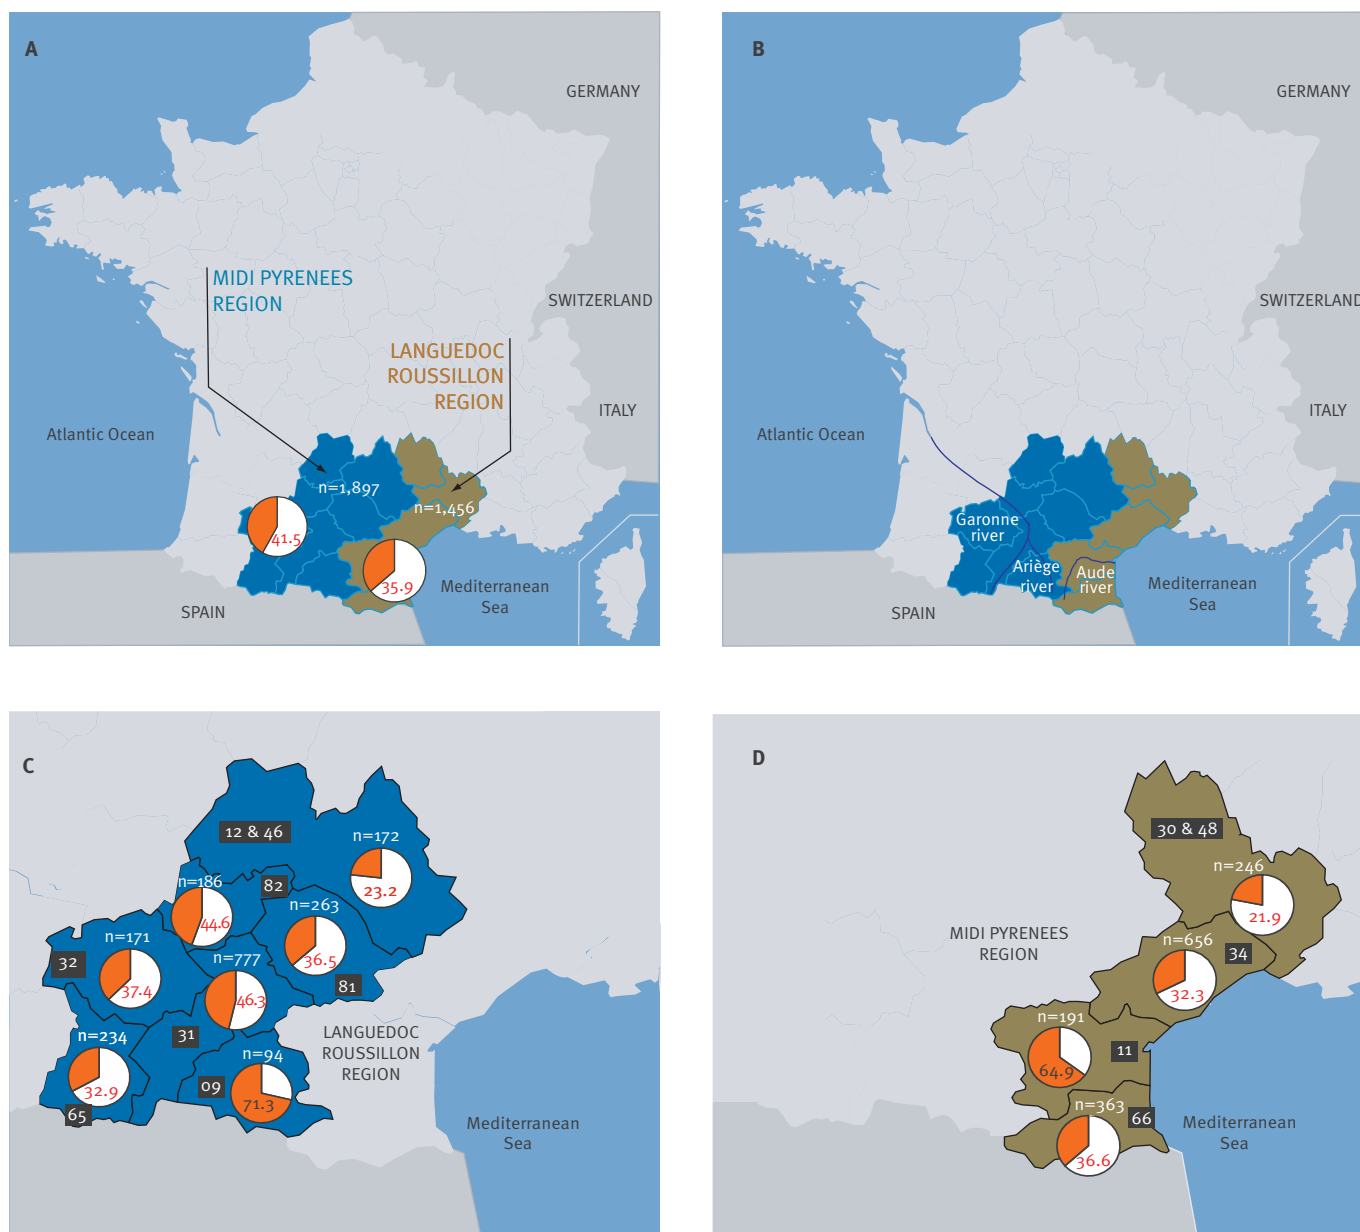 A
GERMANY
MIDI PYRENEES
REGION
SWITZERLAND
LANGUEDOC
ROUSSILLON
REGION
ITALY
Atlantic Ocean
n=1,897
n=1,456
41.5
35.9
Mediterranean
Sea
SPAIN
B
GERMANY
SWITZERLAND
ITALY
Atlantic Ocean
Garonne
river
Ariège
river
Aude
river
Mediterranean
Sea
SPAIN
C
12 & 46
n=172
23.2
n=186
44.6
82
n=263
36.5
n=171
37.4
32
n=777
46.3
81
31
n=234
32.9
65
n=94
09
71.3
LANGUEDOC
ROUSSILLON
REGION
Mediterranean
Sea
D
30 & 48
n=246
21.9
MIDI PYRENEES
REGION
n=656
34
32.3
n=191
64.9
11
n=363
66
36.6
Mediterranean
Sea